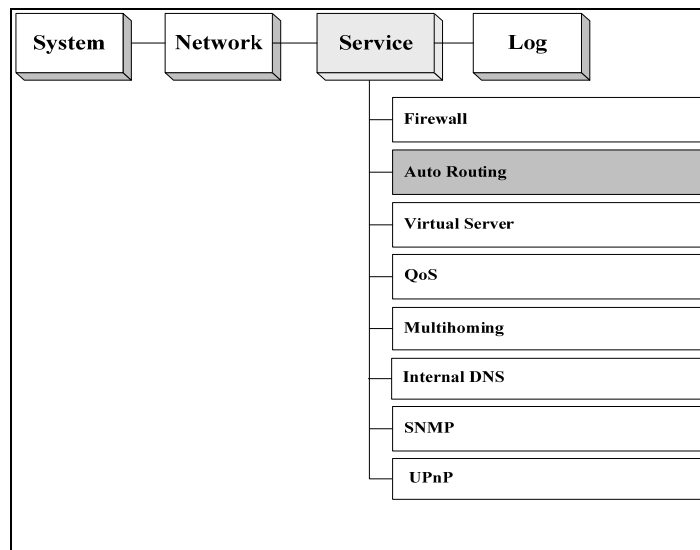 System Network Service Log
Firewall
Auto Routing
Virtual Server
QoS
Multihoming
Internal DNS
SNMP
UPnP